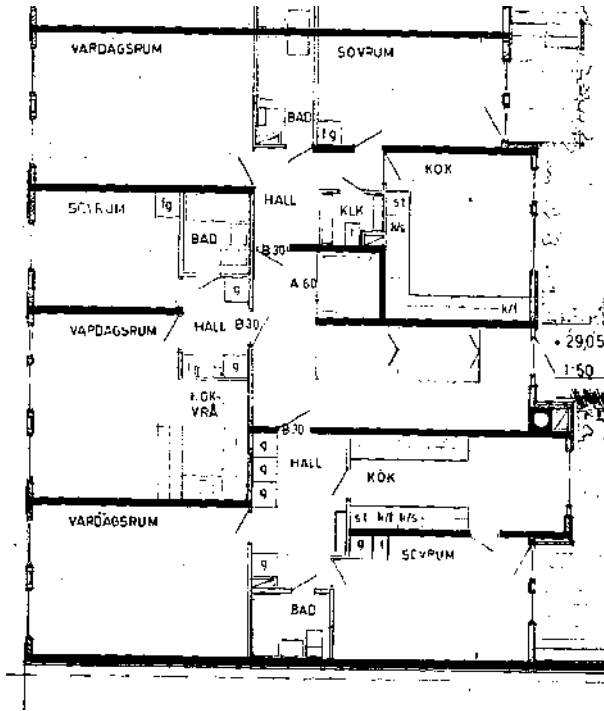 VARDAGSRUM
SOVRUM
BAD
fg
KÖK
HALL
KLK
st
k/s
SOVRUM
fg
BAD
B30
A 60
g
k/f
VARDAGSRUM
HALL
B30
29,05
1:50
fg
g
KOK-
VRÅ
B30
g
HALL
g
KÖK
g
VARDAGSRUM
st k/f k/s
g
SOVRUM
g
BAD